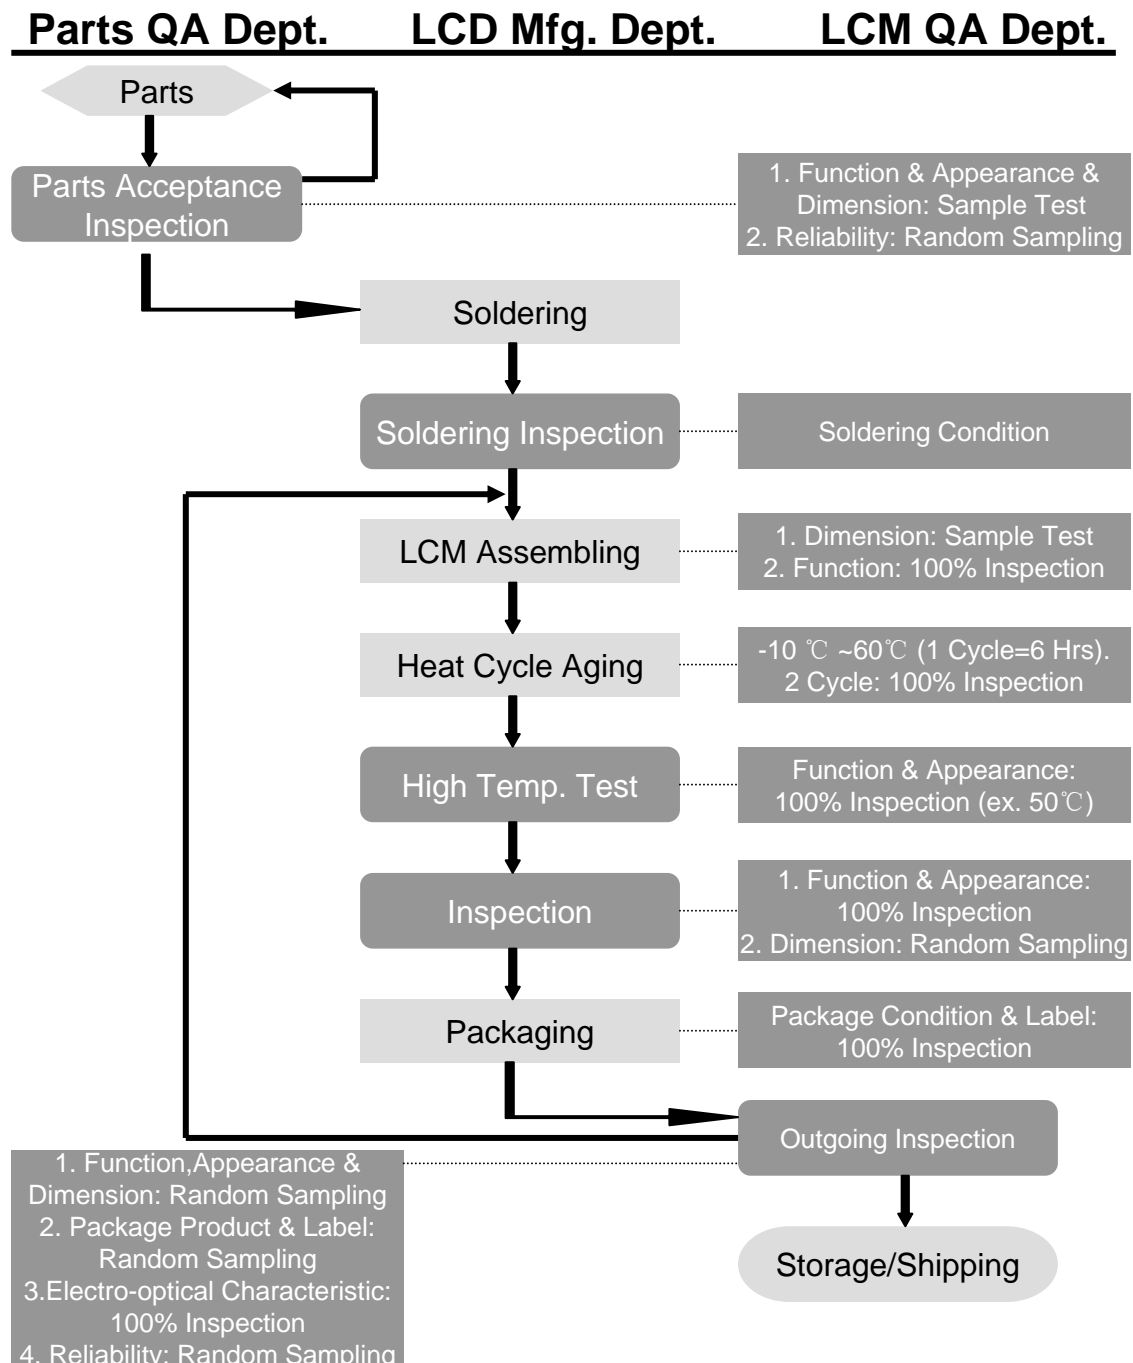 Parts QA Dept. LCD Mfg. Dept. LCM QA Dept.
Parts
Parts Acceptance
Inspection
1. Function & Appearance &
Dimension: Sample Test
2. Reliability: Random Sampling
Soldering
Soldering Inspection
Soldering Condition
LCM Assembling
1. Dimension: Sample Test
2. Function: 100% Inspection
Heat Cycle Aging
-10 ℃ ~60℃ (1 Cycle=6 Hrs).
2 Cycle: 100% Inspection
High Temp. Test
Function & Appearance:
100% Inspection (ex. 50℃)
Inspection
1. Function & Appearance:
100% Inspection
2. Dimension: Random Sampling
Packaging
Package Condition & Label:
100% Inspection
Outgoing Inspection
1. Function,Appearance &
Dimension: Random Sampling
2. Package Product & Label:
Random Sampling
3.Electro-optical Characteristic:
100% Inspection
4. Reliability: Random Sampling
Storage/Shipping